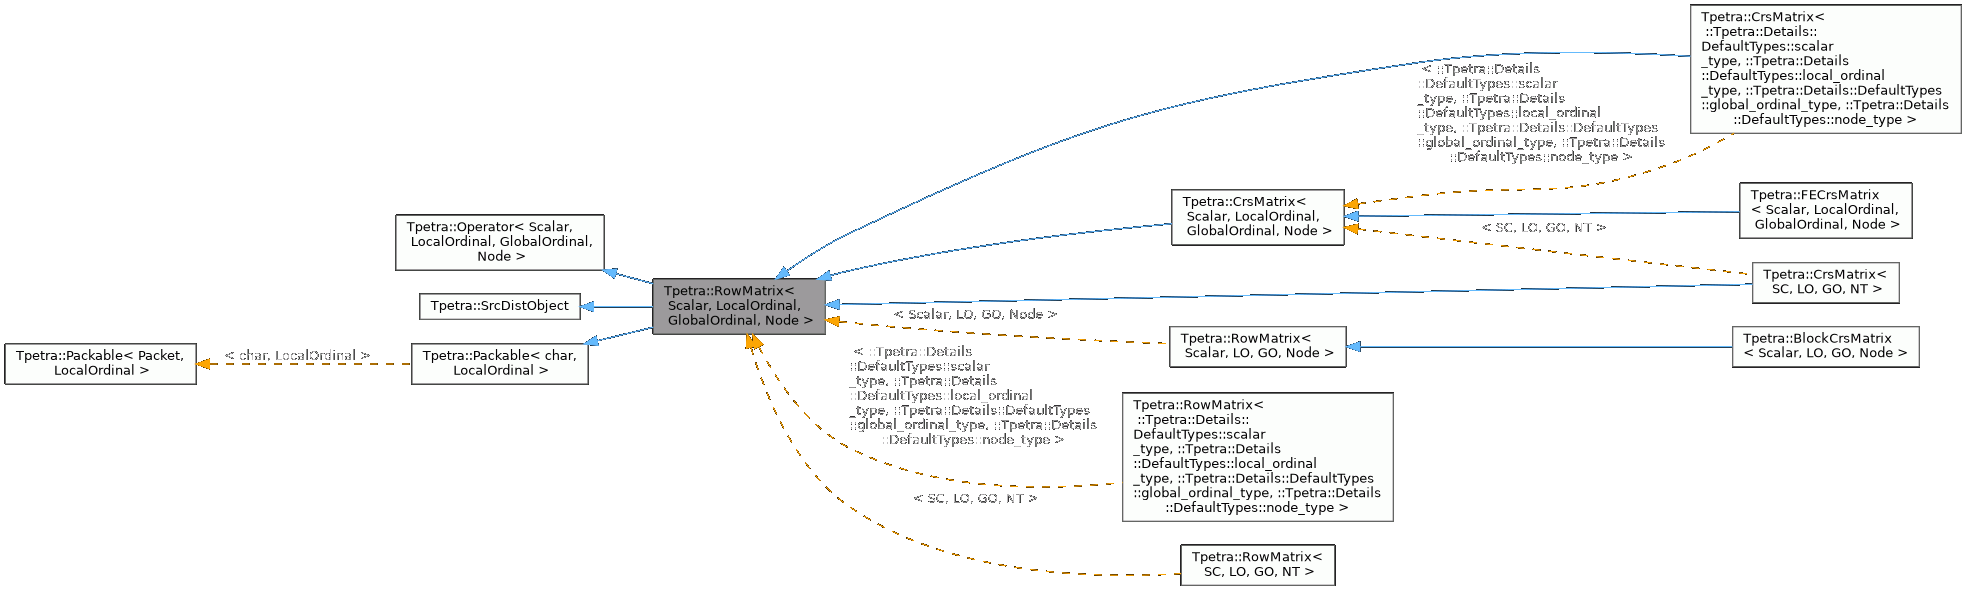 Tpetra::Packable< Packet,
LocalOrdinal >
< char, LocalOrdinal >
Tpetra::Operator< Scalar,
LocalOrdinal, GlobalOrdinal,
Node >
Tpetra::SrcDistObject
Tpetra::Packable< char,
LocalOrdinal >
Tpetra::RowMatrix<
Scalar, LocalOrdinal,
GlobalOrdinal, Node >
< Scalar, LO, GO, Node >
< ::Tpetra::Details
::DefaultTypes::scalar
_type, ::Tpetra::Details
::DefaultTypes::local_ordinal
_type, ::Tpetra::Details::DefaultTypes
::global_ordinal_type, ::Tpetra::Details
::DefaultTypes::node_type >
< SC, LO, GO, NT >
Tpetra::CrsMatrix<
Scalar, LocalOrdinal,
GlobalOrdinal, Node >
Tpetra::RowMatrix<
Scalar, LO, GO, Node >
Tpetra::RowMatrix<
::Tpetra::Details::
DefaultTypes::scalar
_type, ::Tpetra::Details
::DefaultTypes::local_ordinal
_type, ::Tpetra::Details::DefaultTypes
::global_ordinal_type, ::Tpetra::Details
::DefaultTypes::node_type >
Tpetra::RowMatrix<
SC, LO, GO, NT >
< ::Tpetra::Details
::DefaultTypes::scalar
_type, ::Tpetra::Details
::DefaultTypes::local_ordinal
_type, ::Tpetra::Details::DefaultTypes
::global_ordinal_type, ::Tpetra::Details
::DefaultTypes::node_type >
< SC, LO, GO, NT >
Tpetra::CrsMatrix<
::Tpetra::Details::
DefaultTypes::scalar
_type, ::Tpetra::Details
::DefaultTypes::local_ordinal
_type, ::Tpetra::Details::DefaultTypes
::global_ordinal_type, ::Tpetra::Details
::DefaultTypes::node_type >
Tpetra::FECrsMatrix
< Scalar, LocalOrdinal,
GlobalOrdinal, Node >
Tpetra::CrsMatrix<
SC, LO, GO, NT >
Tpetra::BlockCrsMatrix
< Scalar, LO, GO, Node >